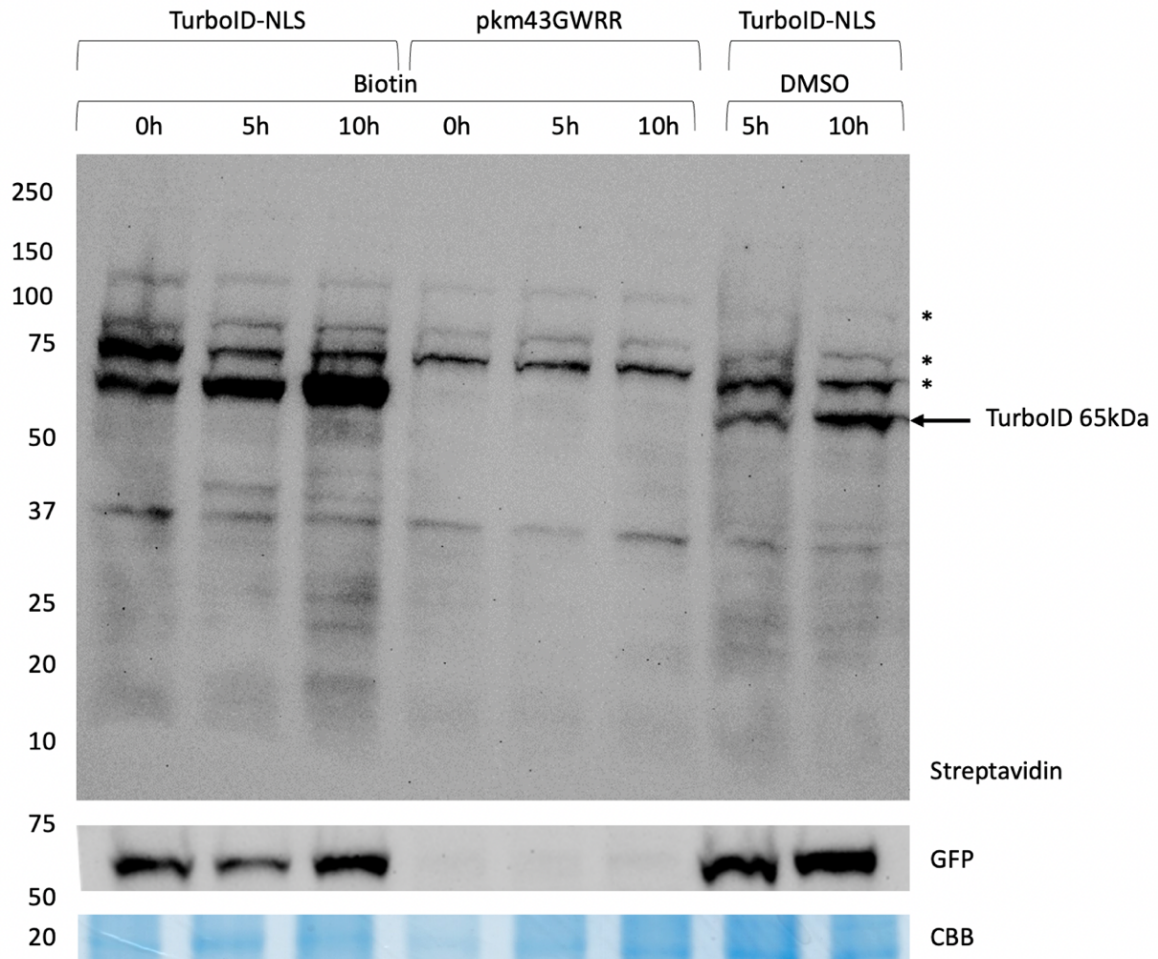 TurboID-NLS pkm43GWRR TurboID-NLS
Biotin DMSO
0h 5h 10h 0h 5h 10h 5h 10h
250
150
100
*
75
*
*
TurboID 65kDa
50
37
25
20
10
Streptavidin
75
GFP
50
20 CBB